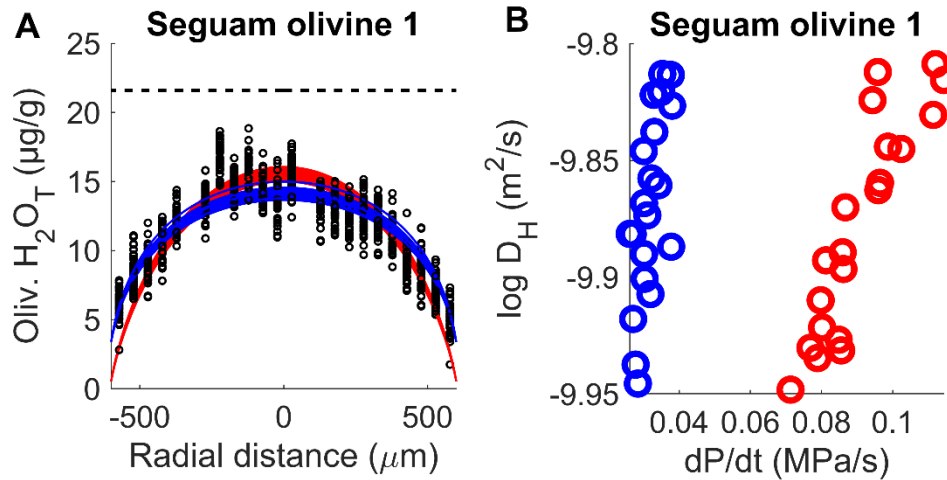 A
Seguam olivine 1
25
20
15
10
5
0
Oliv. H₂O_T (µg/g)
-500
0
500
Radial distance (µm)
B
Seguam olivine 1
-9.8
-9.85
-9.9
-9.95
log D_H (m²/s)
0.04
0.06
0.08
0.1
dP/dt (MPa/s)